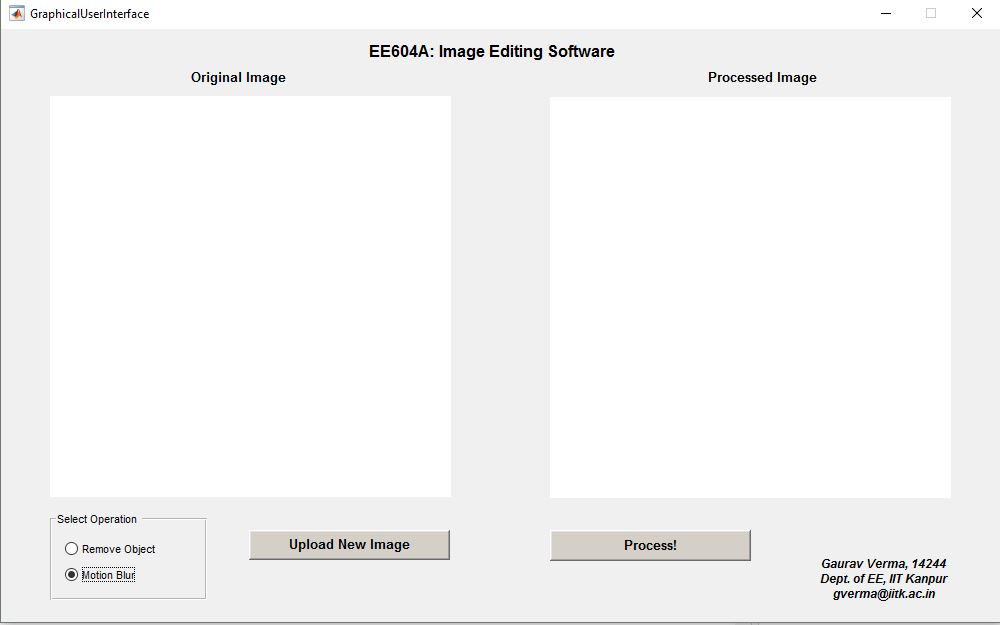 GraphicalUserInterface
EE604A: Image Editing Software
Original Image
Processed Image
Select Operation
Remove Object
Motion Blur
Upload New Image
Process!
Gaurav Verma, 14244
Dept. of EE, IIT Kanpur
gverma@iitk.ac.in